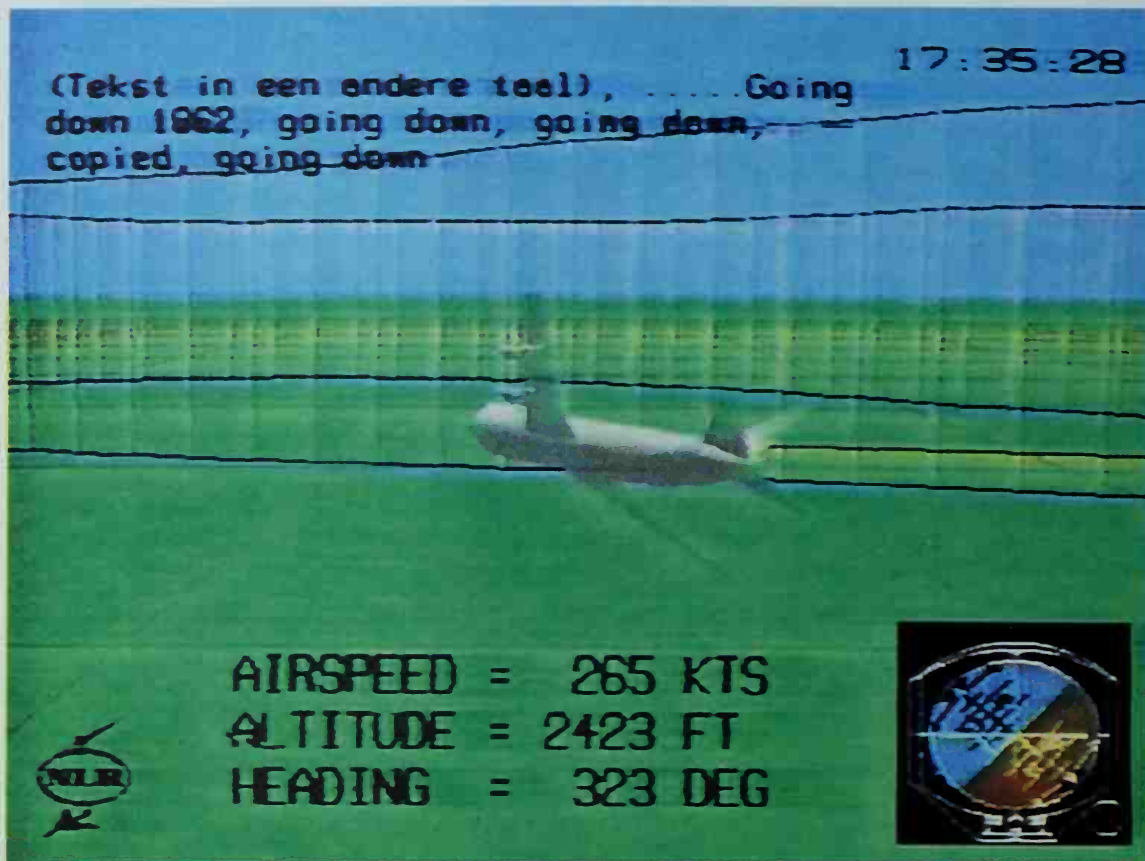 17:35:28
(Tekst in een andere taal), ......Going
down 1862, going down, going down,
copied, going down
AIRSPEED = 265 KTS
ALTITUDE = 2423 FT
HEADING = 323 DEG
NLR